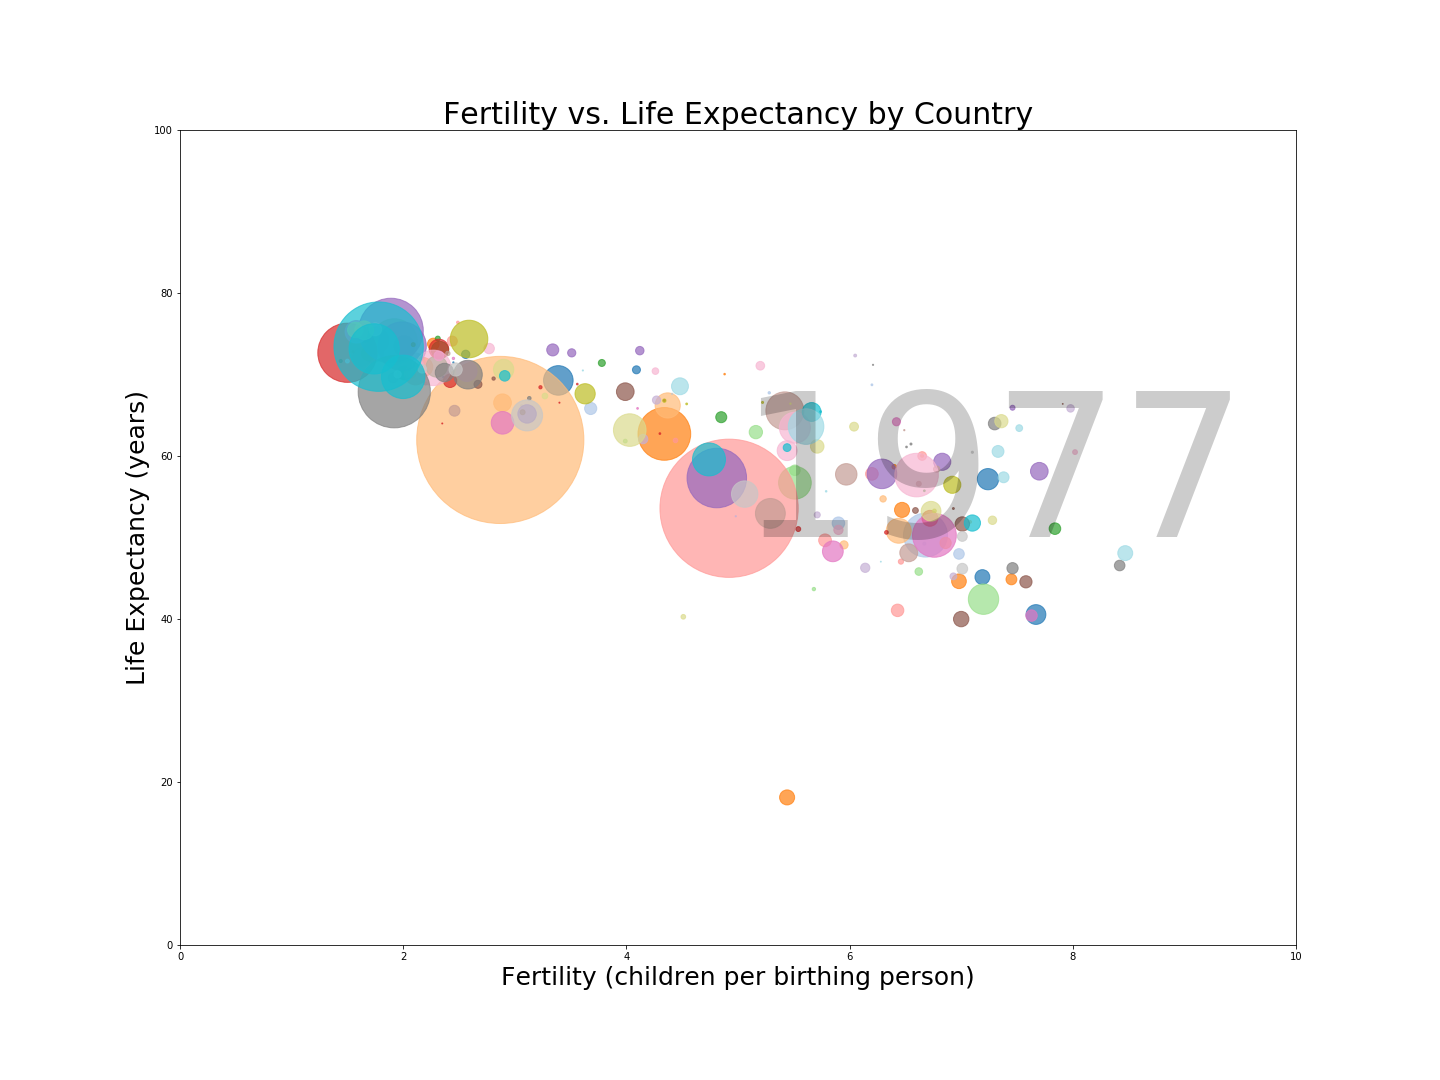 Fertility vs. Life Expectancy by Country
100
80
60
40
20
0
Life Expectancy (years)
1977
0 2 4 6 8 10
Fertility (children per birthing person)